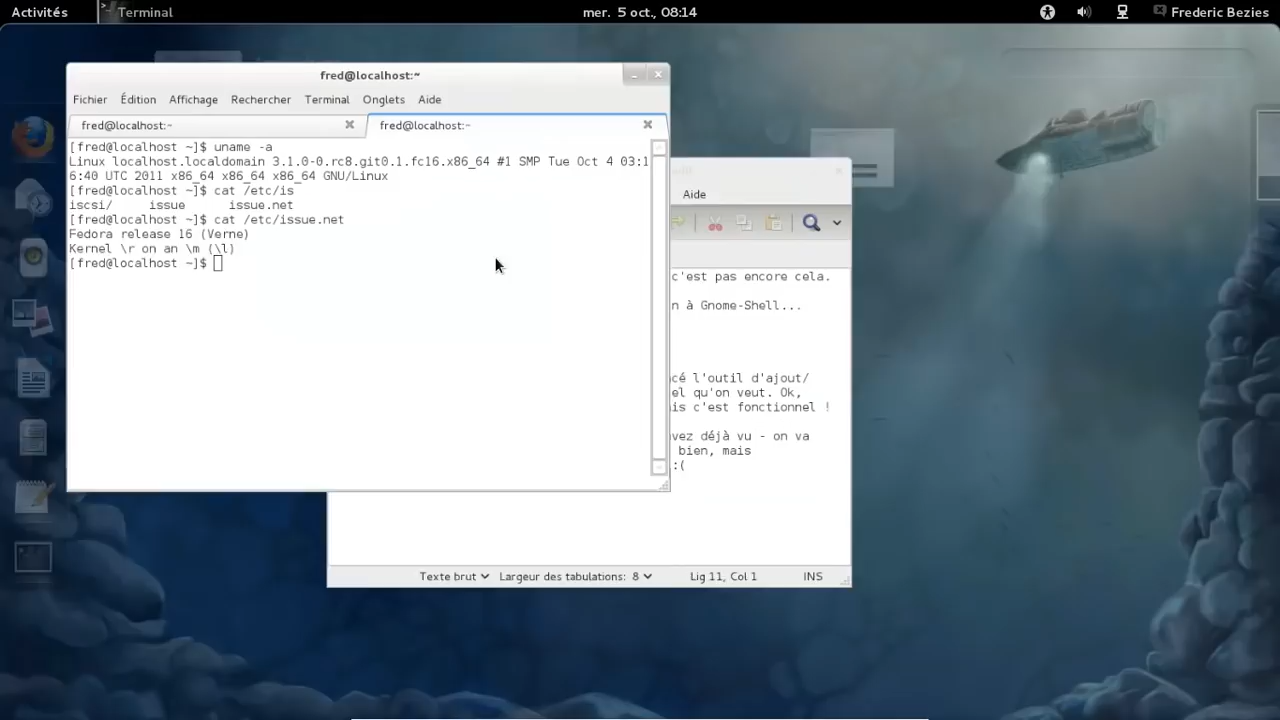 Activités
Terminal
mer. 5 oct., 08:14
Frederic Bezies
fred@localhost:~
Fichier Édition Affichage Rechercher Terminal Onglets Aide
fred@localhost:~
fred@localhost:~
[fred@localhost ~]$ uname -a
Linux localhost.localdomain 3.1.0-0.rc8.git0.1.fc16.x86_64 #1 SMP Tue Oct 4 03:1
6:40 UTC 2011 x86_64 x86_64 x86_64 GNU/Linux
[fred@localhost ~]$ cat /etc/is
iscsi/ issue issue.net
[fred@localhost ~]$ cat /etc/issue.net
Fedora release 16 (Verne)
Kernel \r on an \m (\l)
[fred@localhost ~]$
Aide
c'est pas encore cela.
n à Gnome-Shell...
cé l'outil d'ajout/
el qu'on veut. Ok,
is c'est fonctionnel !
vez déjà vu - on va
bien, mais
:(
Texte brut Largeur des tabulations: 8 Lig 11, Col 1 INS